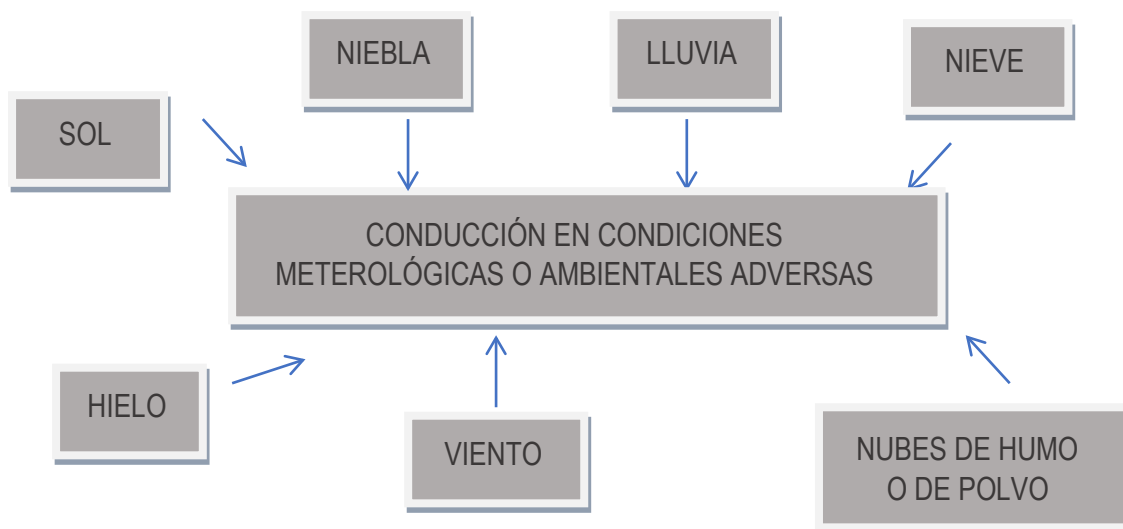 NIEBLA
LLUVIA
NIEVE
SOL
CONDUCCIÓN EN CONDICIONES
METEROLÓGICAS O AMBIENTALES ADVERSAS
HIELO
VIENTO
NUBES DE HUMO
O DE POLVO